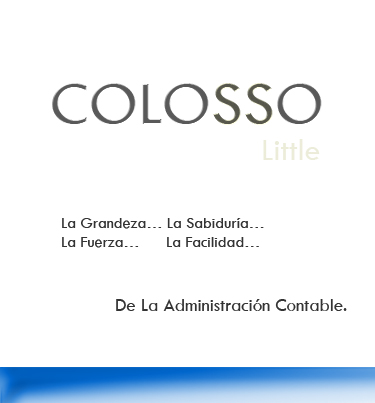 COLOSSO
Little
La Grandeza... La Sabiduría...
La Fuerza... La Facilidad...
De La Administración Contable.